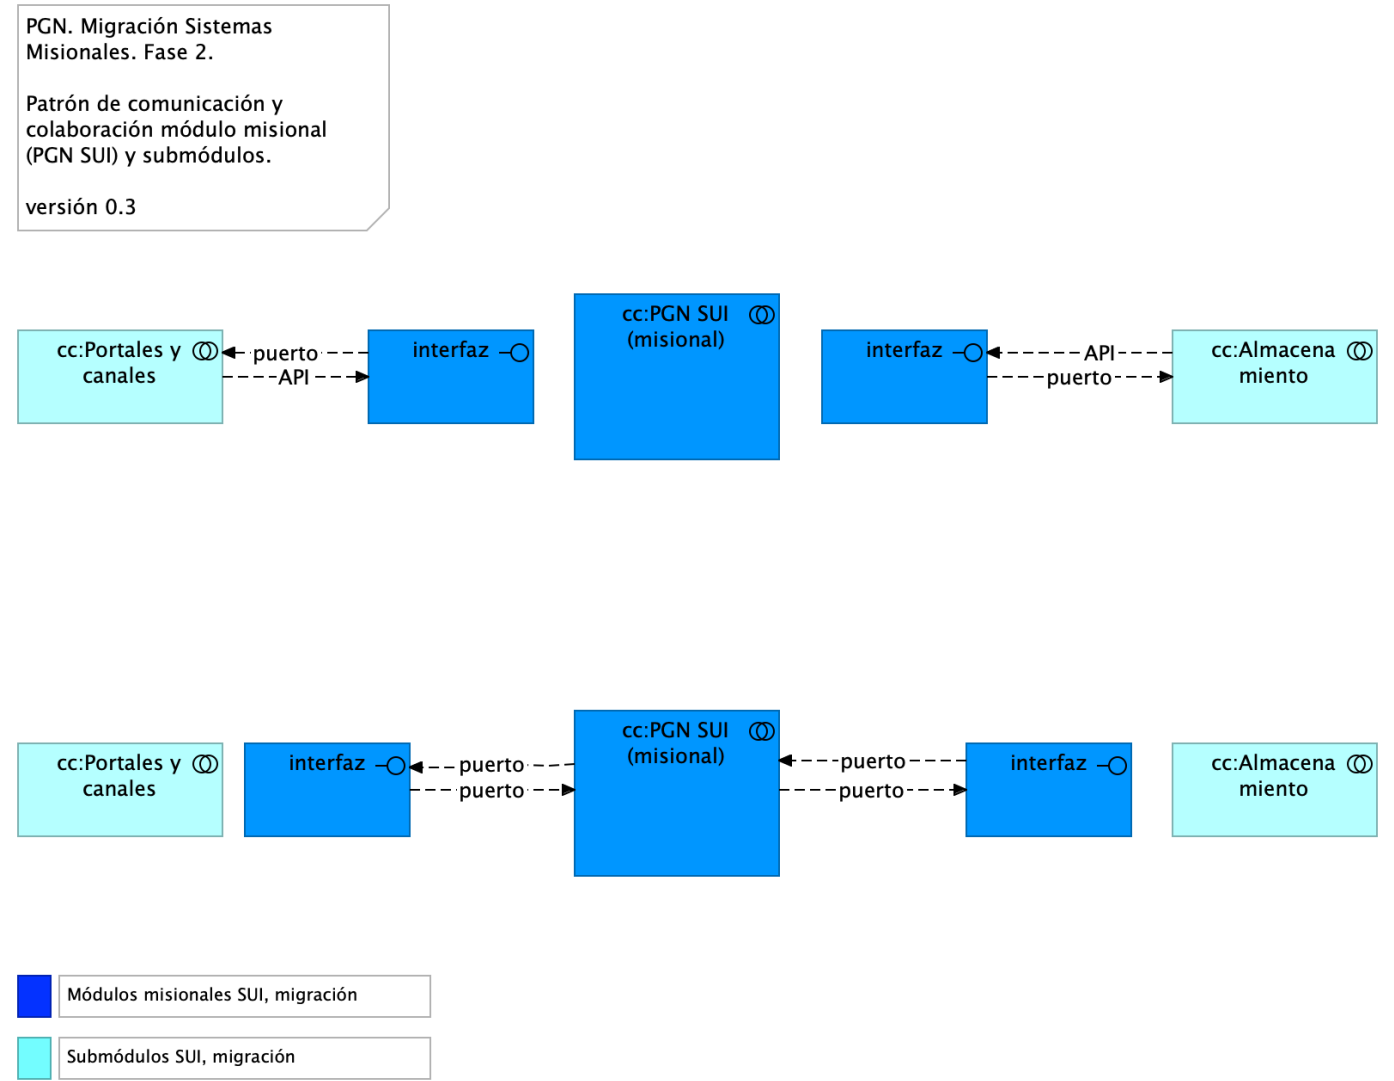 PGN. Migración Sistemas
Misionales. Fase 2.
Patrón de comunicación y
colaboración módulo misional
(PGN SUI) y submódulos.
versión 0.3
cc:Portales y
canales
puerto
API
interfaz
cc:PGN SUI
(misional)
interfaz
API
puerto
cc:Almacena
miento
cc:Portales y
canales
interfaz
puerto
puerto
cc:PGN SUI
(misional)
puerto
puerto
interfaz
cc:Almacena
miento
Módulos misionales SUI, migración
Submódulos SUI, migración